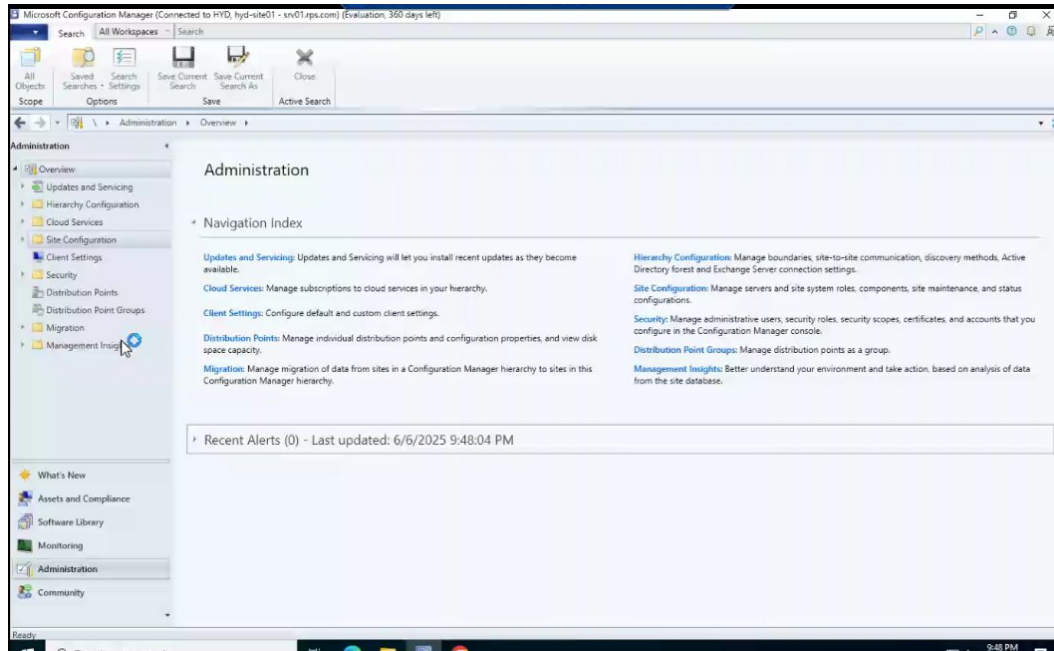 Microsoft Configuration Manager (Connected to HYD, hyd-site01 - srv01.rps.com) (Evaluation, 360 days left)
Search All Workspaces Search
All Objects
Saved Searches
Search Settings
Save Current Search
Save Current Search As
Close
Scope Options Save Active Search
\ Administration Overview
Administration
Overview
Updates and Servicing
Hierarchy Configuration
Cloud Services
Site Configuration
Client Settings
Security
Distribution Points
Distribution Point Groups
Migration
Management Insig
What's New
Assets and Compliance
Software Library
Monitoring
Administration
Community
Administration
Navigation Index
Updates and Servicing: Updates and Servicing will let you install recent updates as they become
available.
Cloud Services: Manage subscriptions to cloud services in your hierarchy.
Client Settings: Configure default and custom client settings.
Distribution Points: Manage individual distribution points and configuration properties, and view disk
space capacity.
Migration: Manage migration of data from sites in a Configuration Manager hierarchy to sites in this
Configuration Manager hierarchy.
Hierarchy Configuration: Manage boundaries, site-to-site communication, discovery methods, Active
Directory forest and Exchange Server connection settings.
Site Configuration: Manage servers and site system roles, components, site maintenance, and status
configurations.
Security: Manage administrative users, security roles, security scopes, certificates, and accounts that you
configure in the Configuration Manager console.
Distribution Point Groups: Manage distribution points as a group.
Management Insights: Better understand your environment and take action, based on analysis of data
from the site database.
Recent Alerts (0) - Last updated: 6/6/2025 9:48:04 PM
Ready
9:48 PM